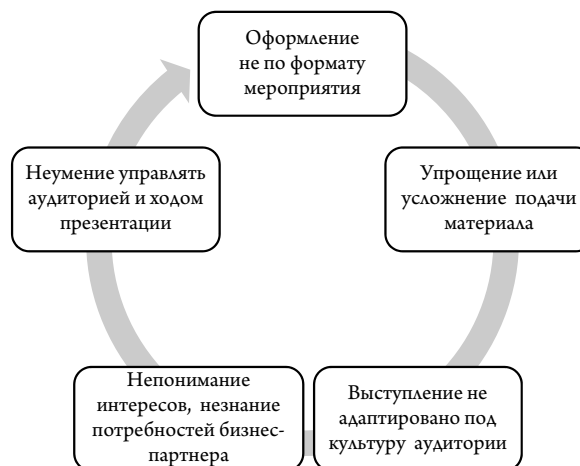 Оформление
не по формату
мероприятия
Упрощение или
усложнение подачи
материала
Выступление не
адаптировано под
культуру аудитории
Непонимание
интересов, незнание
потребностей бизнес-
партнера
Неумение управлять
аудиторией и ходом
презентации